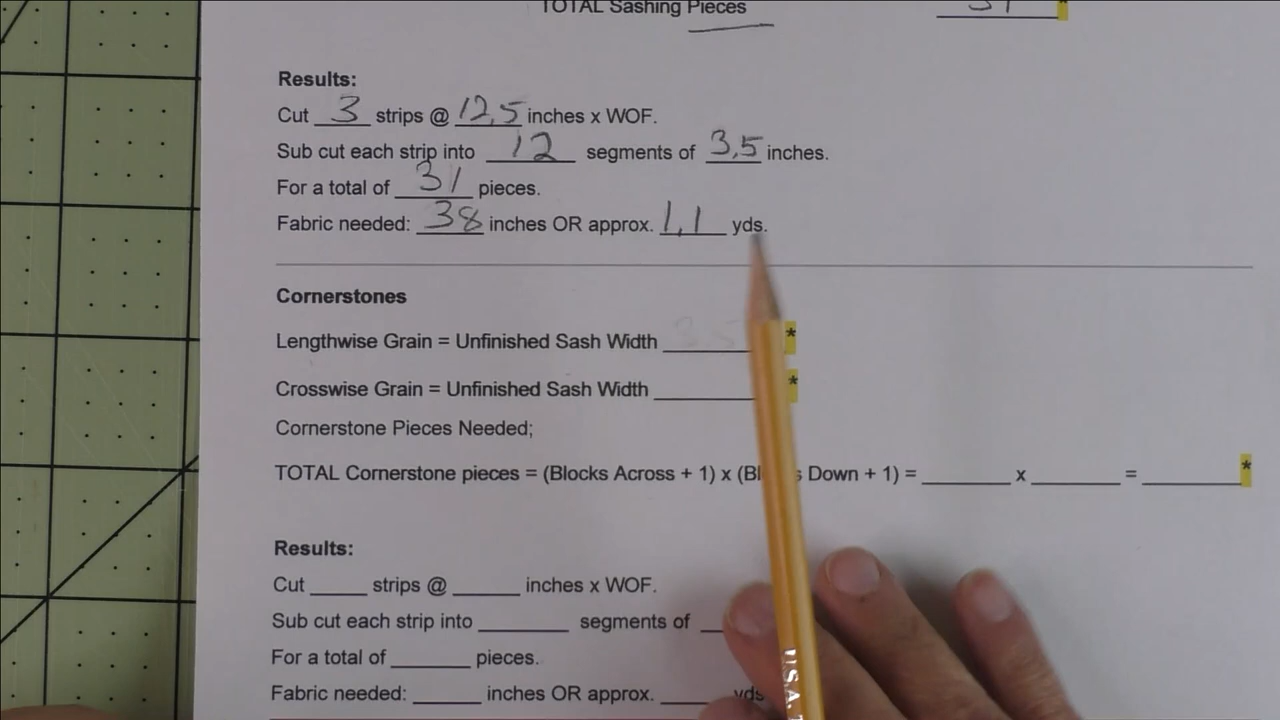 TOTAL Sashing Pieces 31
Results:
Cut 3 strips @ 12.5 inches x WOF.
Sub cut each strip into 12 segments of 3.5 inches.
For a total of 31 pieces.
Fabric needed: 38 inches OR approx. 1.1 yds.
Cornerstones
Lengthwise Grain = Unfinished Sash Width *
Crosswise Grain = Unfinished Sash Width *
Cornerstone Pieces Needed;
TOTAL Cornerstone pieces = (Blocks Across + 1) x ( Down + 1) = x = *
Results:
Cut strips @ inches x WOF.
Sub cut each strip into segments of
For a total of pieces.
Fabric needed: inches OR approx. yds
USA